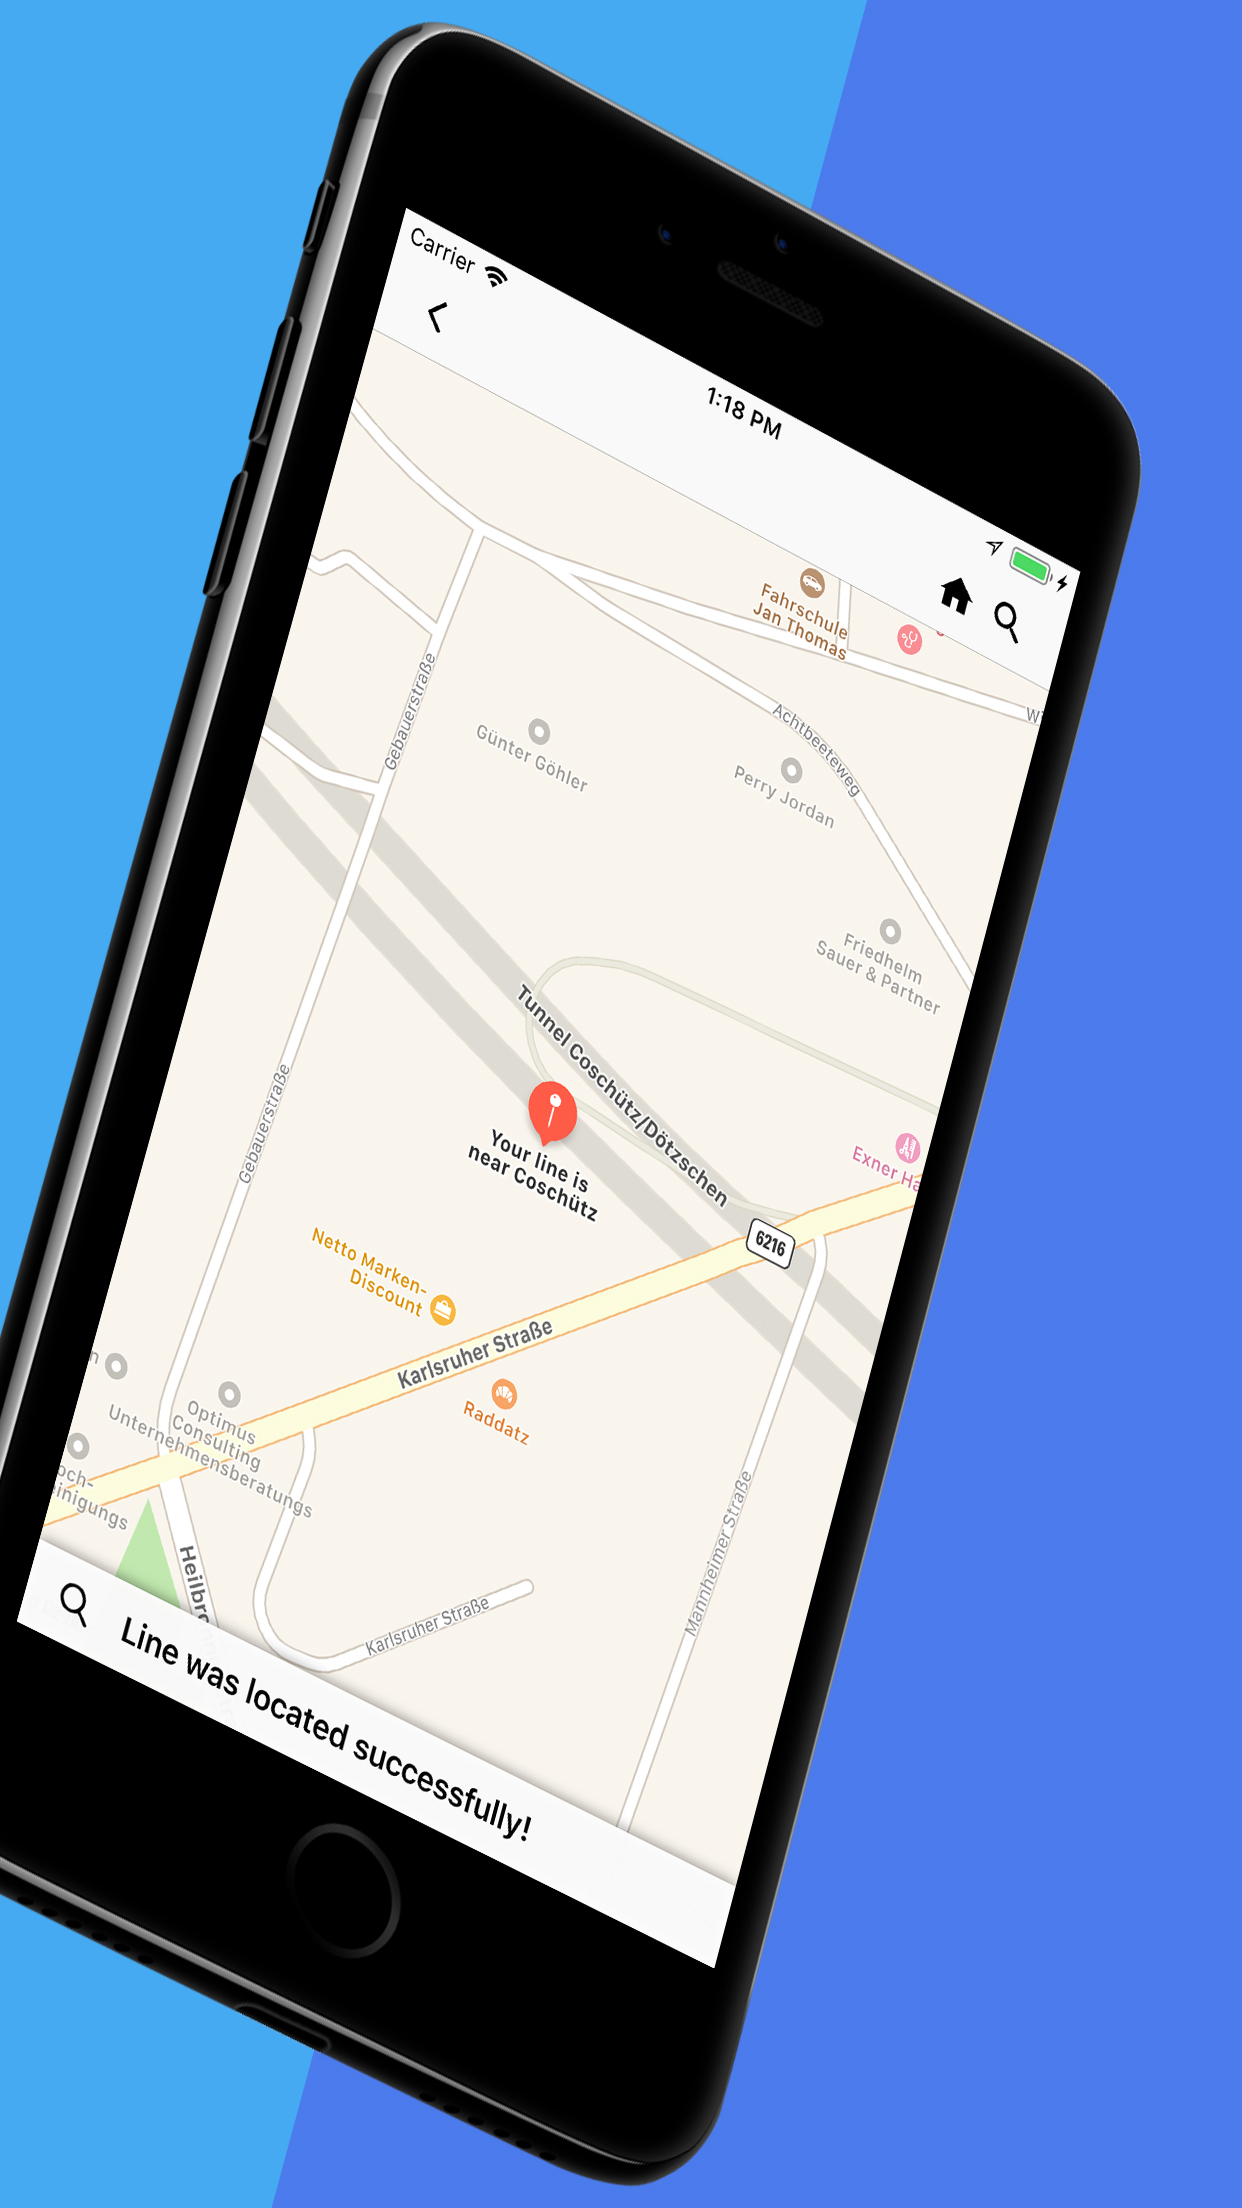 Carrier
1:18 PM
Fahrschule
Jan Thomas
Achtbeeteweg
Gebauerstraße
Günter Göhler
Perry Jordan
Friedhelm
Sauer & Partner
Tunnel Coschütz/Dötzschen
Gebauerstraße
Your line is
near Coschütz
Exner Ha
6216
Netto Marken-
Discount
Karlsruher Straße
Raddatz
Optimus
Consulting
Unternehmensberatungs
och-
inigungs
Mannheimer Straße
Heilbro
Karlsruher Straße
Line was located successfully!